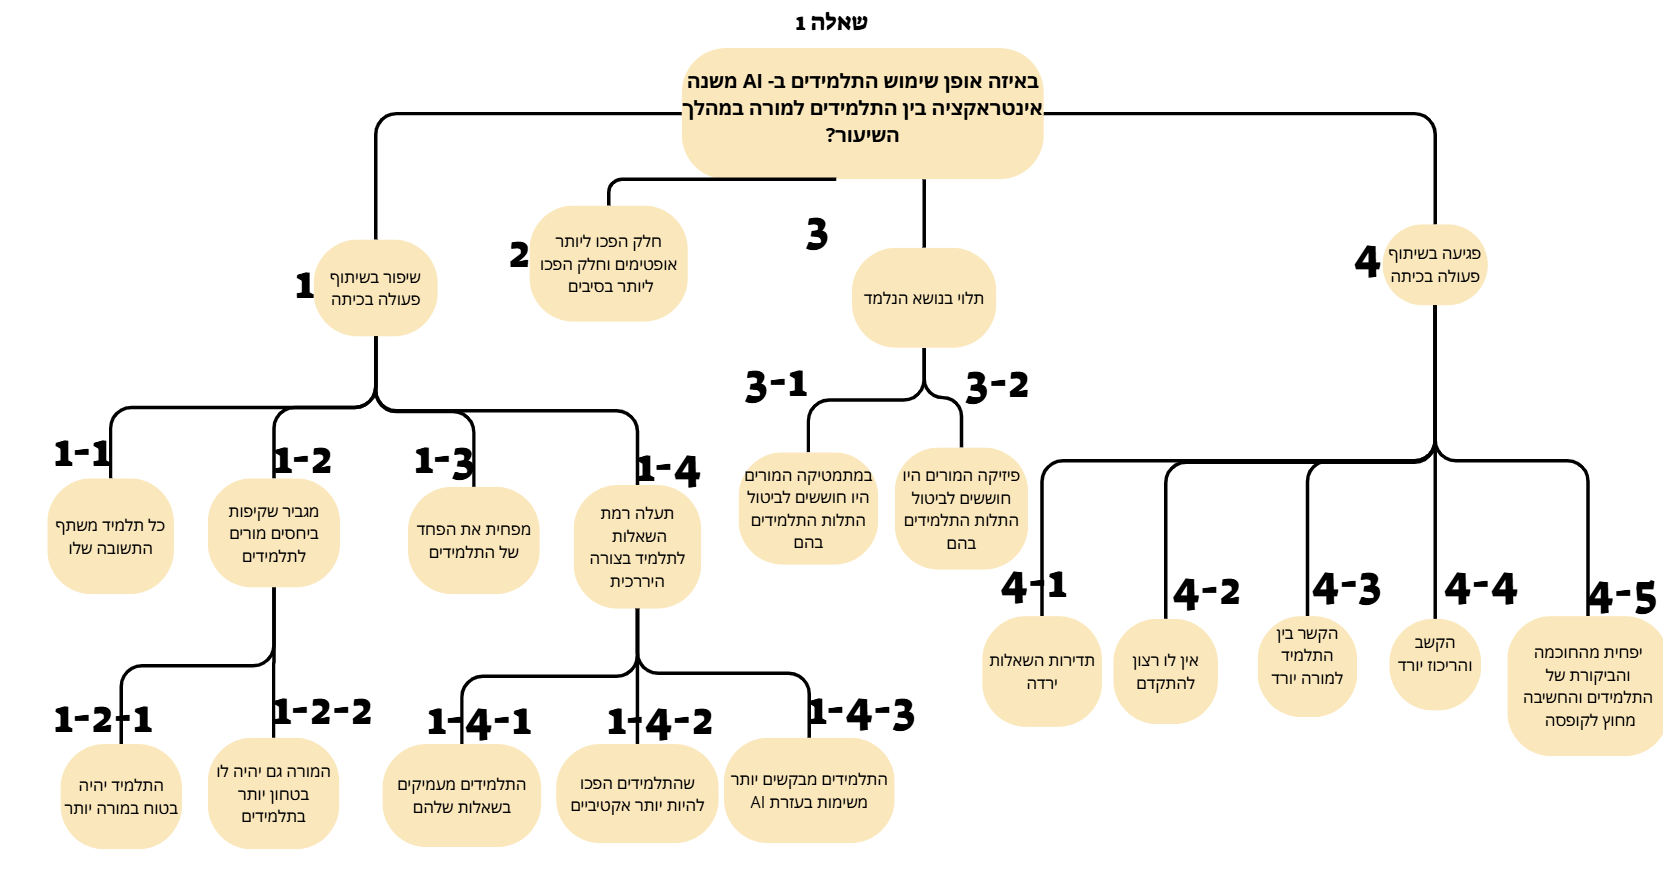 שאלה 1
באיזה אופן שימוש התלמידים ב- AI משנה
אינטראקציה בין התלמידים למורה במהלך
השיעור?
1
שיפור בשיתוף
פעולה בכיתה
2
חלק הפכו ליותר
אופטימים וחלק הפכו
ליותר בסיבים
3
תלוי בנושא הנלמד
4
פגיעה בשיתוף
פעולה בכיתה
1-1
כל תלמיד משתף
התשובה שלו
1-2
מגביר שקיפות
ביחסים מורים
לתלמידים
1-3
מפחית את הפחד
של התלמידים
1-4
תעלה רמת
השאלות
לתלמיד בצורה
היררכית
3-1
במתמטיקה המורים
היו חוששים לביטול
התלות התלמידים
בהם
3-2
פיזיקה המורים היו
חוששים לביטול
התלות התלמידים
בהם
4-1
תדירות השאלות
ירדה
4-2
אין לו רצון
להתקדם
4-3
הקשר בין
התלמיד
למורה יורד
4-4
הקשב
והריכוז יורד
4-5
יפחית מהחוכמה
והביקורת של
התלמידים והחשיבה
מחוץ לקופסה
1-2-1
התלמיד יהיה
בטוח במורה יותר
1-2-2
המורה גם יהיה לו
בטחון יותר
בתלמידים
1-4-1
התלמידים מעמיקים
בשאלות שלהם
1-4-2
שהתלמידים הפכו
להיות יותר אקטיביים
1-4-3
התלמידים מבקשים יותר
משימות בעזרת AI